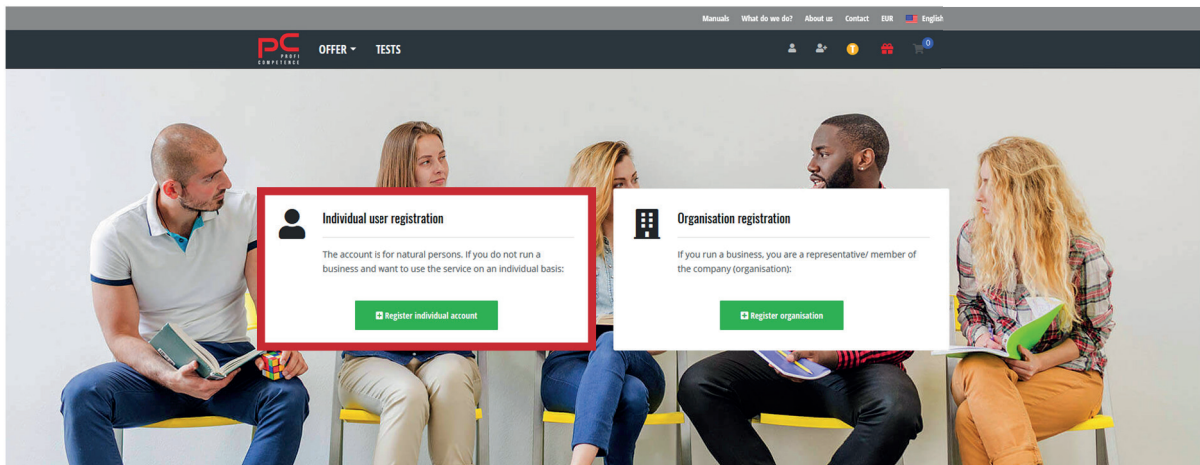 Manuals What do we do? About us Contact EUR English
PC
PROFI
COMPETENCE
OFFER TESTS
T
0
Individual user registration
The account is for natural persons. If you do not run a
business and want to use the service on an individual basis:
Register individual account
Organisation registration
If you run a business, you are a representative/ member of
the company (organisation):
Register organisation